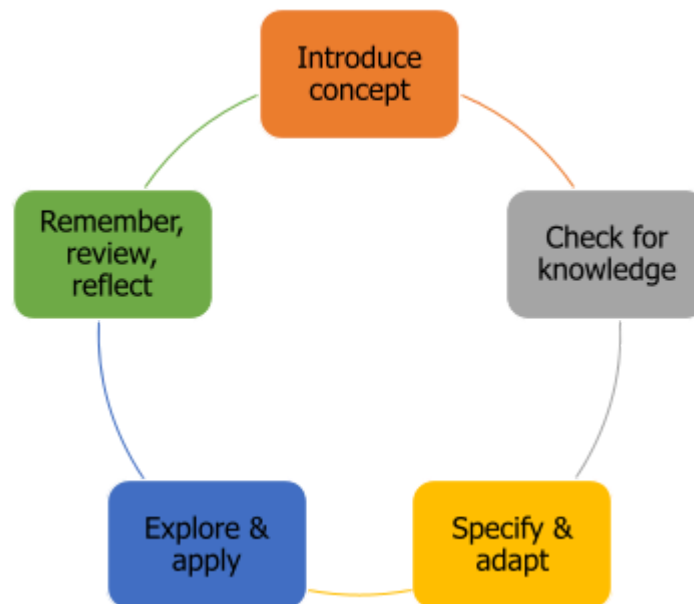 Introduce
concept
Check for
knowledge
Specify &
adapt
Explore &
apply
Remember,
review,
reflect